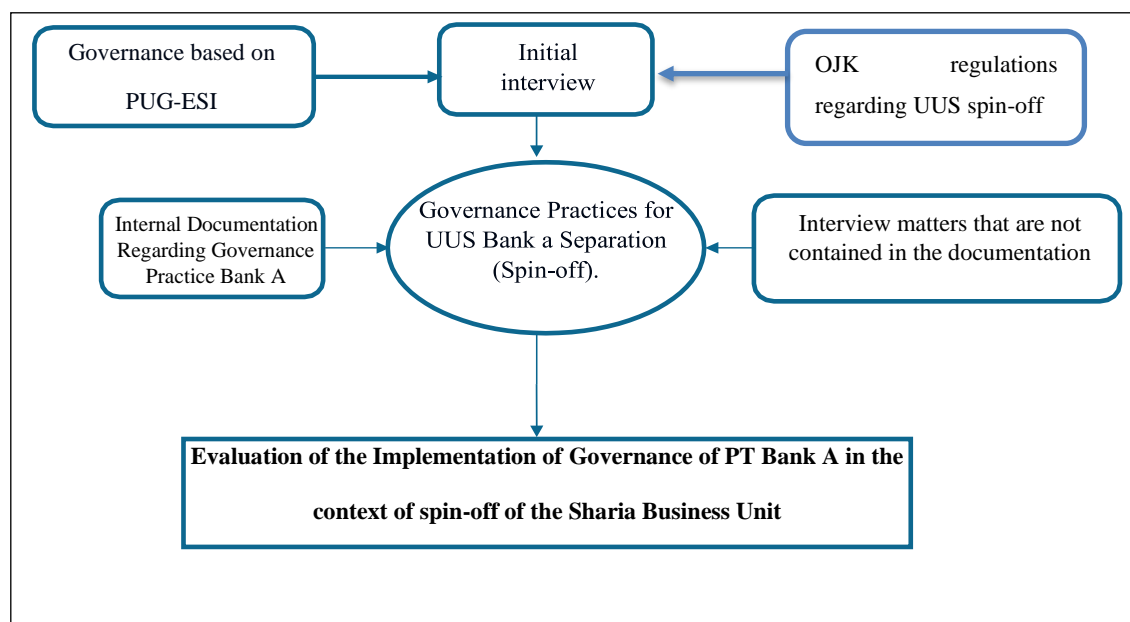 Governance based on
PUG-ESI
Initial
interview
OJK regulations
regarding UUS spin-off
Internal Documentation
Regarding Governance
Practice Bank A
Governance Practices for
UUS Bank a Separation
(Spin-off).
Interview matters that are not
contained in the documentation
Evaluation of the Implementation of Governance of PT Bank A in the
context of spin-off of the Sharia Business Unit